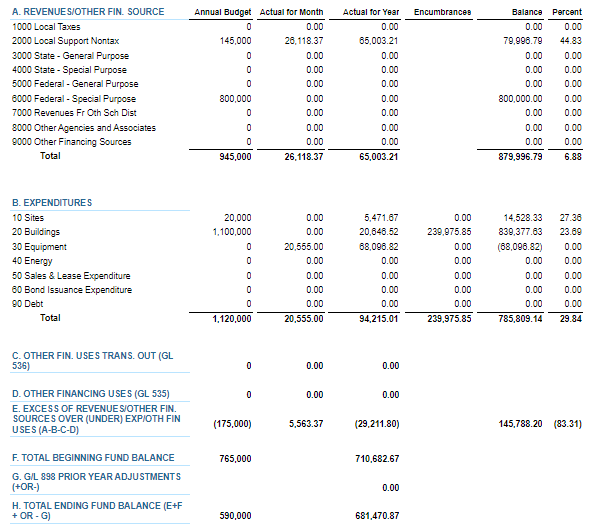 A. REVENUES/OTHER FIN. SOURCE Annual Budget Actual for Month Actual for Year Encumbrances Balance Percent
1000 Local Taxes 0 0.00 0.00 0.00 0.00
2000 Local Support Nontax 145,000 26,118.37 65,003.21 79,996.79 44.83
3000 State - General Purpose 0 0.00 0.00 0.00 0.00
4000 State - Special Purpose 0 0.00 0.00 0.00 0.00
5000 Federal - General Purpose 0 0.00 0.00 0.00 0.00
6000 Federal - Special Purpose 800,000 0.00 0.00 800,000.00 0.00
7000 Revenues Fr Oth Sch Dist 0 0.00 0.00 0.00 0.00
8000 Other Agencies and Associates 0 0.00 0.00 0.00 0.00
9000 Other Financing Sources 0 0.00 0.00 0.00 0.00
Total 945,000 26,118.37 65,003.21 879,996.79 6.88
B. EXPENDITURES
10 Sites 20,000 0.00 5,471.67 0.00 14,528.33 27.36
20 Buildings 1,100,000 0.00 20,646.52 239,975.85 839,377.63 23.69
30 Equipment 0 20,555.00 68,096.82 0.00 (68,096.82) 0.00
40 Energy 0 0.00 0.00 0.00 0.00 0.00
50 Sales & Lease Expenditure 0 0.00 0.00 0.00 0.00 0.00
60 Bond Issuance Expenditure 0 0.00 0.00 0.00 0.00 0.00
90 Debt 0 0.00 0.00 0.00 0.00 0.00
Total 1,120,000 20,555.00 94,215.01 239,975.85 785,809.14 29.84
C. OTHER FIN. USES TRANS. OUT (GL
536) 0 0.00 0.00
D. OTHER FINANCING USES (GL 535) 0 0.00 0.00
E. EXCESS OF REVENUES/OTHER FIN.
SOURCES OVER (UNDER) EXP/OTH FIN
USES (A-B-C-D) (175,000) 5,563.37 (29,211.80) 145,788.20 (83.31)
F. TOTAL BEGINNING FUND BALANCE 765,000 710,682.67
G. G/L 898 PRIOR YEAR ADJUSTMENTS
(+OR-) 0.00
H. TOTAL ENDING FUND BALANCE (E+F
+ OR - G) 590,000 681,470.87